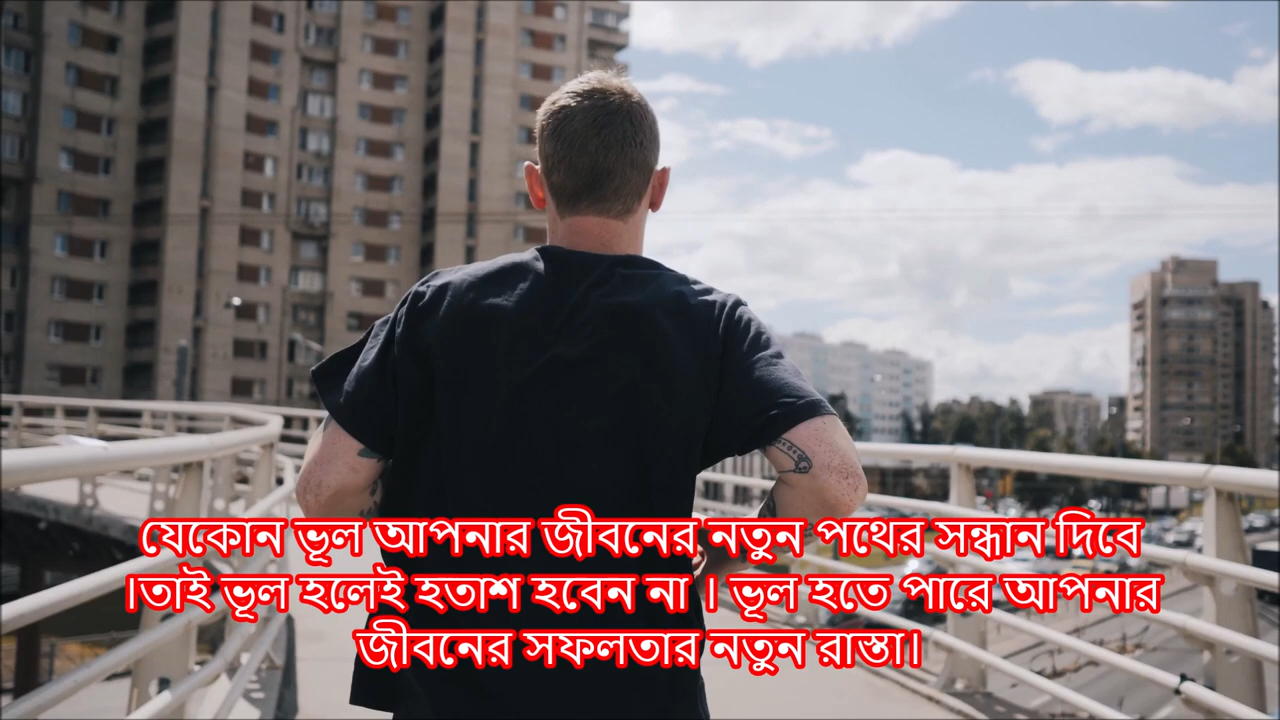 যেকোন ভূল আপনার জীবনের নতুন পথের সন্ধান দিবে
।তাই ভূল হলেই হতাশ হবেন না । ভূল হতে পারে আপনার
জীবনের সফলতার নতুন রাস্তা।